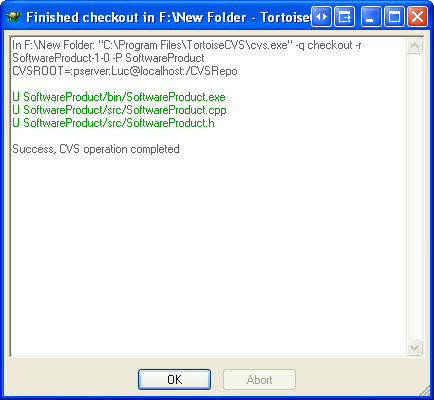 Finished checkout in F:\New Folder - Tortoise
In F:\New Folder: "C:\Program Files\TortoiseCVS\cvs.exe" -q checkout -r
SoftwareProduct-1-0 -P SoftwareProduct
CVSROOT=:pserver:Luc@localhost:/CVSRepo
U SoftwareProduct/bin/SoftwareProduct.exe
U SoftwareProduct/src/SoftwareProduct.cpp
U SoftwareProduct/src/SoftwareProduct.h
Success, CVS operation completed
OK Abort